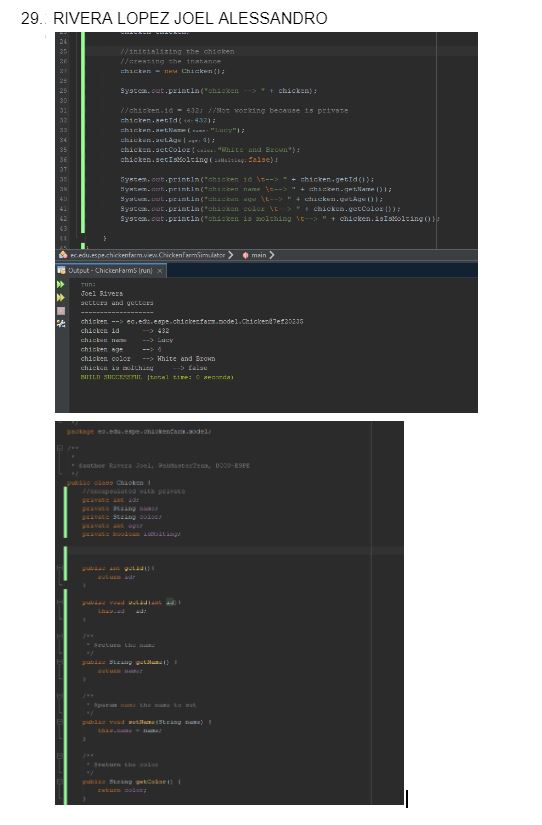 29. RIVERA LOPEZ JOEL ALESSANDRO
24
25 //initializing the chicken
26 //creating the instance
27 chicken = new Chicken();
28
29 System.out.println("chicken --> " + chicken);
30
31 //chicken.id = 432; //Not working because is private
32 chicken.setId( id: 432);
33 chicken.setName( name: "Lucy");
34 chicken.setAge( age: 4);
35 chicken.setColor( color: "White and Brown");
36 chicken.setIsMolting( isMolting: false);
37
38 System.out.println("chicken id \t--> " + chicken.getId());
39 System.out.println("chicken name \t--> " + chicken.getName());
40 System.out.println("chicken age \t--> " + chicken.getAge());
41 System.out.println("chicken color \t--> " + chicken.getColor());
42 System.out.println("chicken is molthing \t--> " + chicken.isIsMolting());
43
44 }
45 }
ec.edu.espe.chickenfarm.view.ChickenFarmSimulator main
Output - ChickenFarmS (run) ×
run:
Joel Rivera
setters and getters
------------------
chicken --> ec.edu.espe.chickenfarm.model.Chicken@7ef20235
chicken id --> 432
chicken name --> Lucy
chicken age --> 4
chicken color --> White and Brown
chicken is molthing --> false
BUILD SUCCESSFUL (total time: 0 seconds)
*/
package ec.edu.espe.chickenfarm.model;
/**
*
* @author Rivera Joel, WebMasterTeam, DCCO-ESPE
*/
public class Chicken {
//encapsulated with private
private int id;
private String name;
private String color;
private int age;
private boolean isMolting;
public int getId(){
return id;
}
public void setId(int id){
this.id = id;
}
/**
* @return the name
*/
public String getName() {
return name;
}
/**
* @param name the name to set
*/
public void setName(String name) {
this.name = name;
}
/**
* @return the color
*/
public String getColor() {
return color;
}